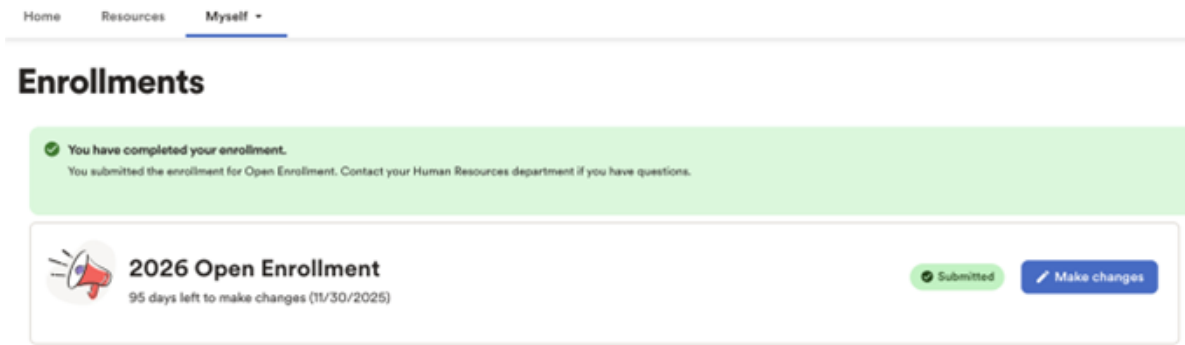 Home Resources Myself
Enrollments
You have completed your enrollment.
You submitted the enrollment for Open Enrollment. Contact your Human Resources department if you have questions.
2026 Open Enrollment
95 days left to make changes (11/30/2025)
Submitted
Make changes